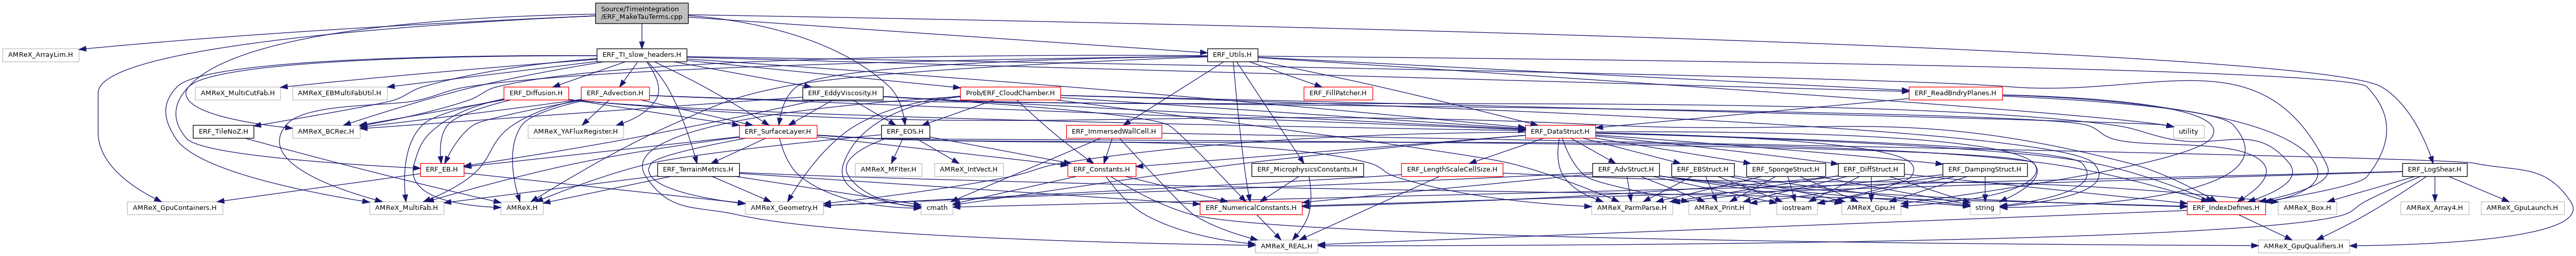 Source/TimeIntegration
/ERF_MakeTauTerms.cpp
AMReX_ArrayLim.H
ERF_TI_slow_headers.H
ERF_Utils.H
AMReX_MultiCutFab.H
AMReX_EBMultiFabUtil.H
ERF_Diffusion.H
ERF_Advection.H
ERF_EddyViscosity.H
Prob/ERF_CloudChamber.H
ERF_FillPatcher.H
ERF_ReadBndryPlanes.H
ERF_TileNoZ.H
AMReX_BCRec.H
AMReX_YAFluxRegister.H
ERF_SurfaceLayer.H
ERF_EOS.H
ERF_ImmersedWallCell.H
ERF_DataStruct.H
utility
ERF_EB.H
ERF_TerrainMetrics.H
AMReX_MFIter.H
AMReX_IntVect.H
ERF_Constants.H
ERF_MicrophysicsConstants.H
ERF_LengthScaleCellSize.H
ERF_AdvStruct.H
ERF_EBStruct.H
ERF_SpongeStruct.H
ERF_DiffStruct.H
ERF_DampingStruct.H
ERF_LogShear.H
AMReX_GpuContainers.H
AMReX_MultiFab.H
AMReX.H
AMReX_Geometry.H
cmath
ERF_NumericalConstants.H
AMReX_ParmParse.H
AMReX_Print.H
iostream
AMReX_Gpu.H
string
ERF_IndexDefines.H
AMReX_Box.H
AMReX_Array4.H
AMReX_GpuLaunch.H
AMReX_REAL.H
AMReX_GpuQualifiers.H